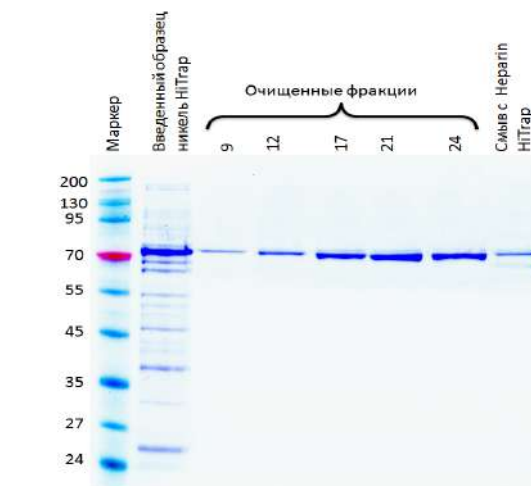 Маркер
Введенный образец
никель HiTrap
Очищенные фракции
9
12
17
21
24
Смыв с Heparin
HiTrap
200
130
95
70
55
45
35
27
24